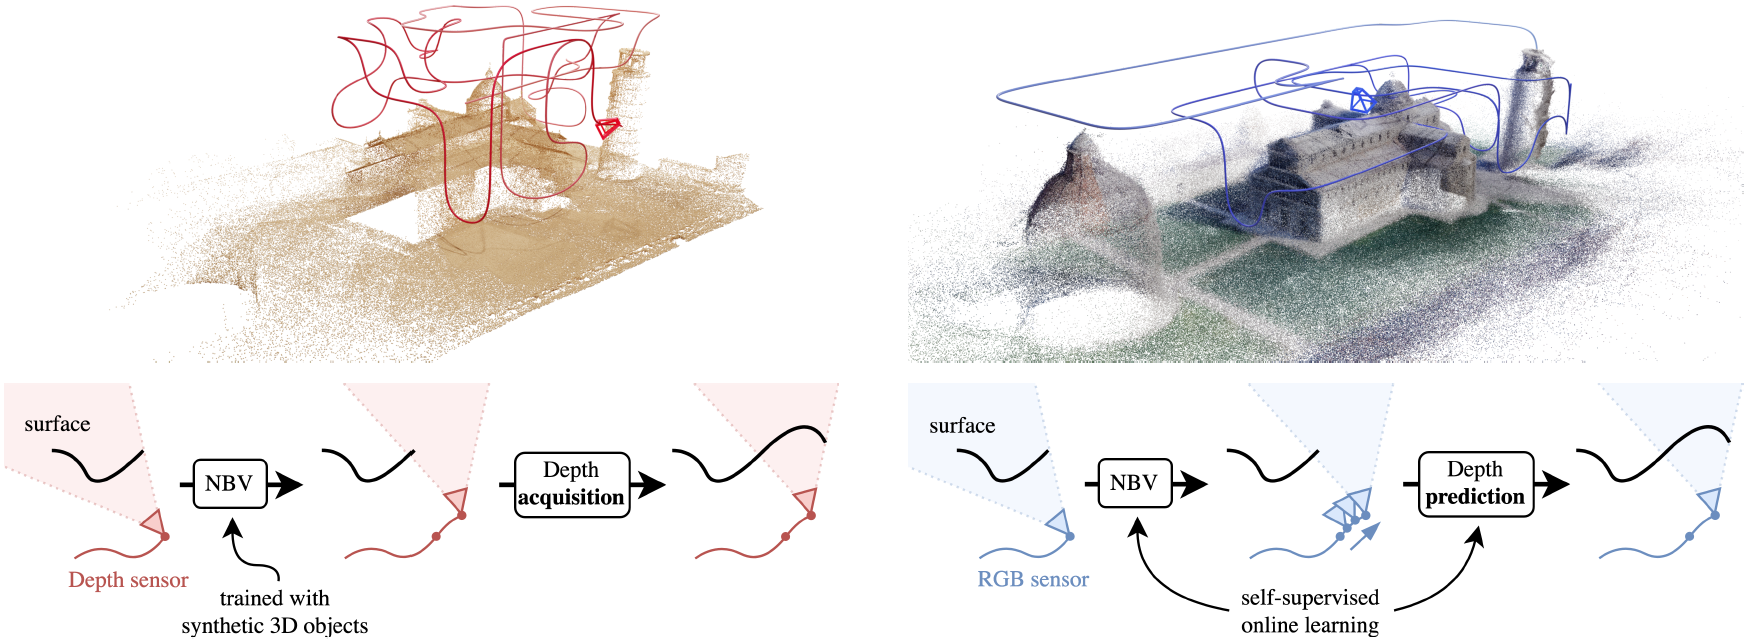 surface
NBV
Depth
acquisition
Depth sensor
trained with
synthetic 3D objects
surface
NBV
Depth
prediction
RGB sensor
self-supervised
online learning